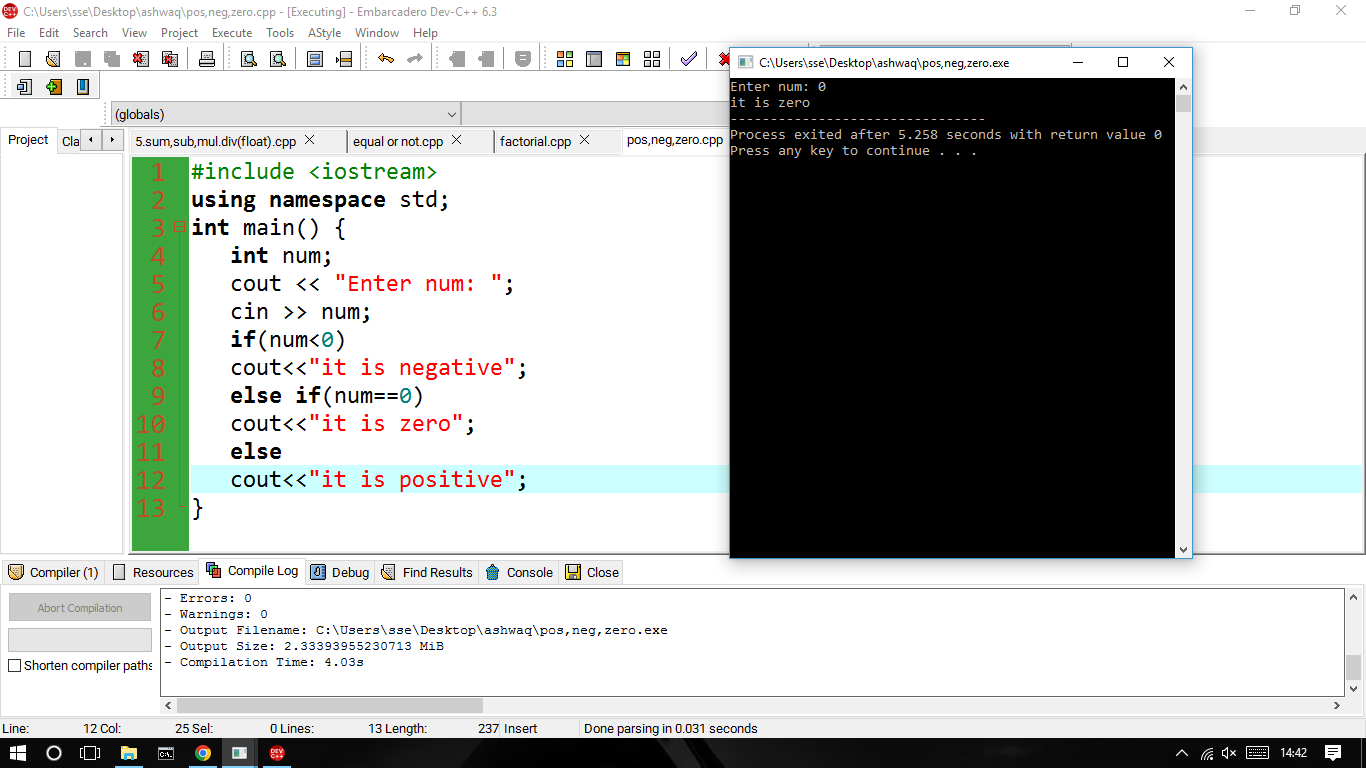 C:\Users\sse\Desktop\ashwaq\pos,neg,zero.cpp - [Executing] - Embarcadero Dev-C++ 6.3
File Edit Search View Project Execute Tools AStyle Window Help
(globals)
Project Cla
5.sum,sub,mul.div(float).cpp equal or not.cpp factorial.cpp pos,neg,zero.cpp
1 #include <iostream>
2 using namespace std;
3 int main() {
4 int num;
5 cout << "Enter num: ";
6 cin >> num;
7 if(num<0)
8 cout<<"it is negative";
9 else if(num==0)
10 cout<<"it is zero";
11 else
12 cout<<"it is positive";
13 }
C:\Users\sse\Desktop\ashwaq\pos,neg,zero.exe
Enter num: 0
it is zero
--------------------------------
Process exited after 5.258 seconds with return value 0
Press any key to continue . . .
Compiler (1) Resources Compile Log Debug Find Results Console Close
Abort Compilation
Shorten compiler paths
- Errors: 0
- Warnings: 0
- Output Filename: C:\Users\sse\Desktop\ashwaq\pos,neg,zero.exe
- Output Size: 2.33393955230713 MiB
- Compilation Time: 4.03s
Line: 12 Col: 25 Sel: 0 Lines: 13 Length: 237 Insert Done parsing in 0.031 seconds
DEV C++
14:42